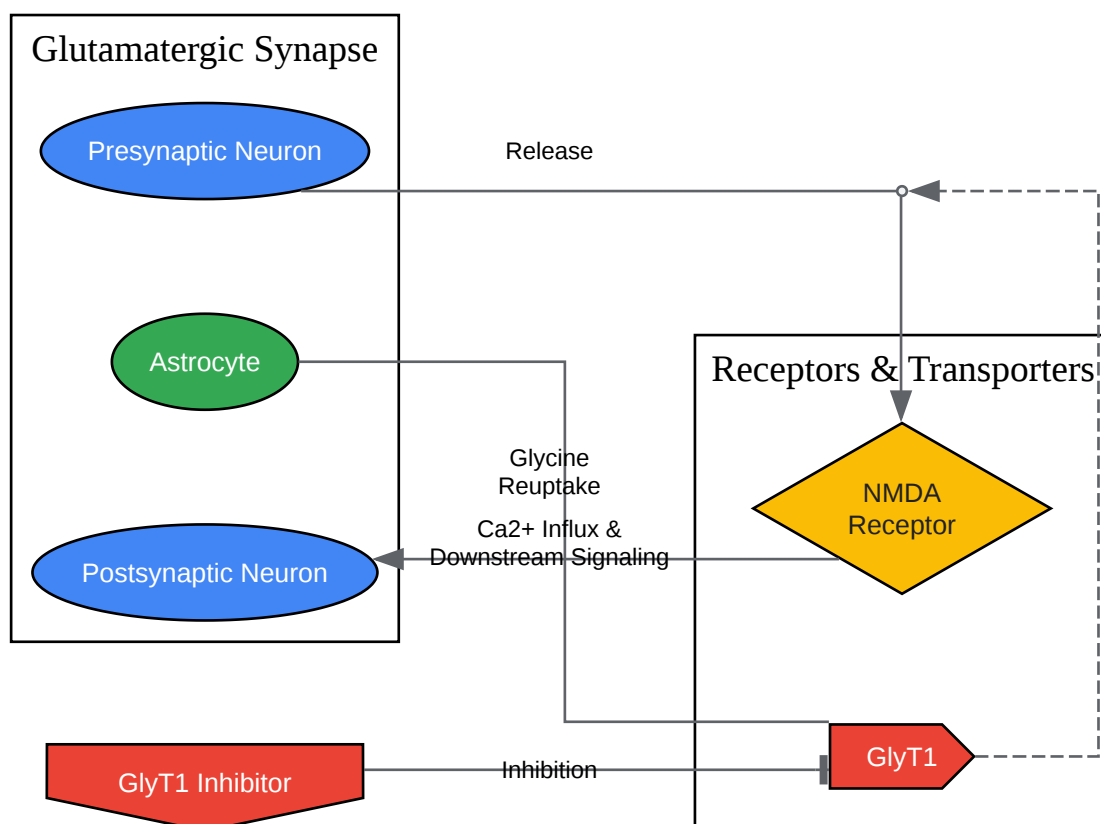 Glutamatergic Synapse
Presynaptic Neuron
Release
Astrocyte
Receptors & Transporters
Glycine
Reuptake
NMDA
Receptor
Ca2+ Influx &
Downstream Signaling
Postsynaptic Neuron
GlyT1
Inhibition
GlyT1 Inhibitor